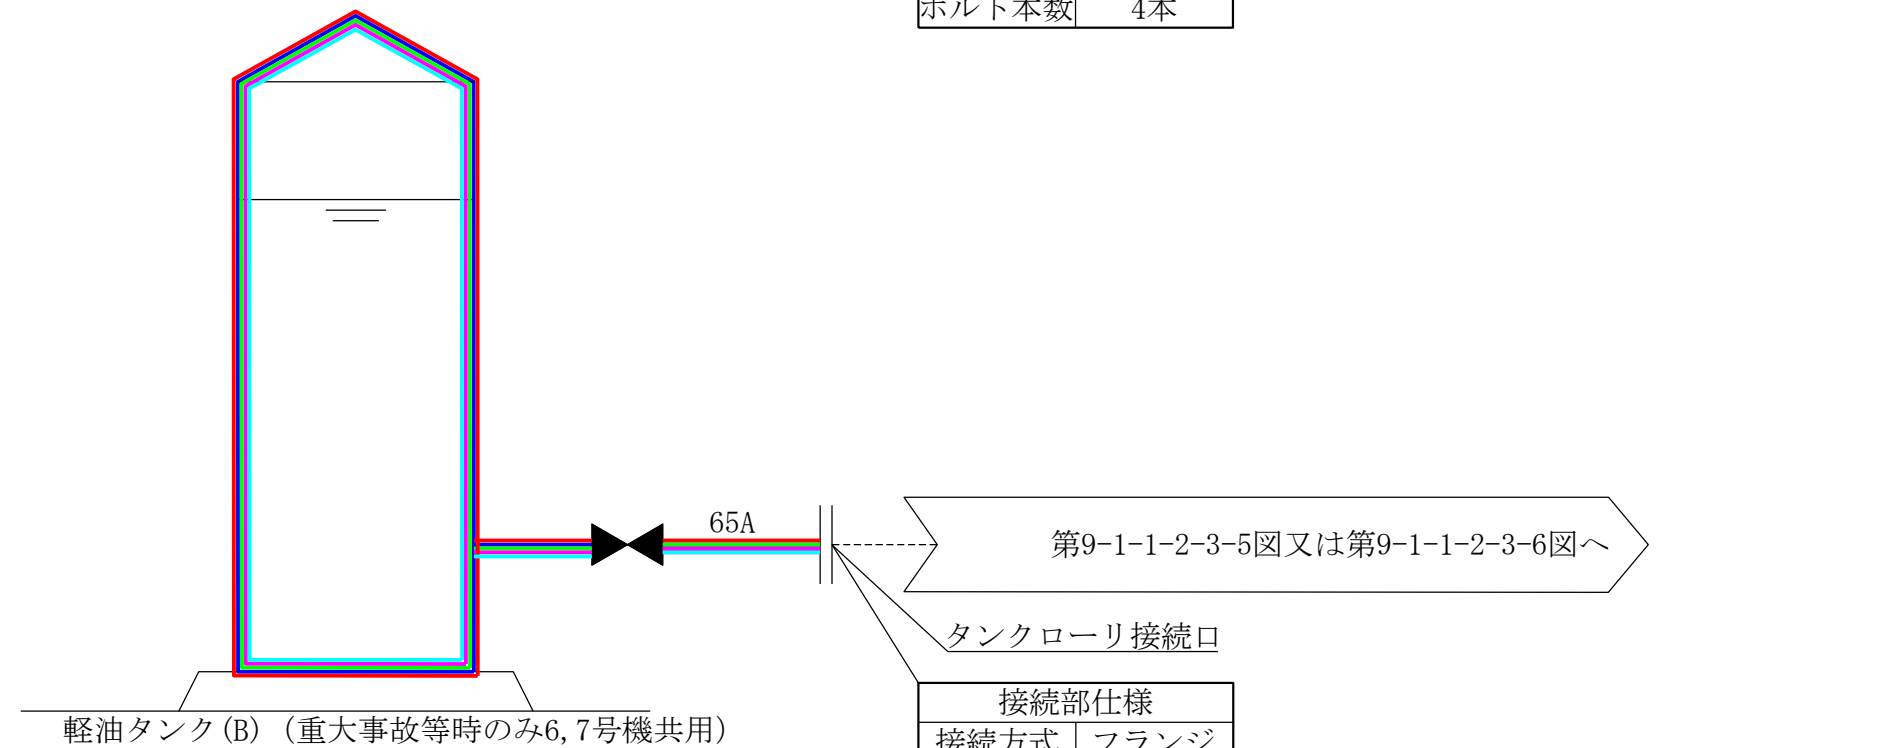 ボルト本数 4本
65A
第9-1-1-2-3-5図又は第9-1-1-2-3-6図へ
タンクローリ接続口
接続部仕様
軽油タンク(B) (重大事故等時のみ6,7号機共用)
接続方式 フランジ